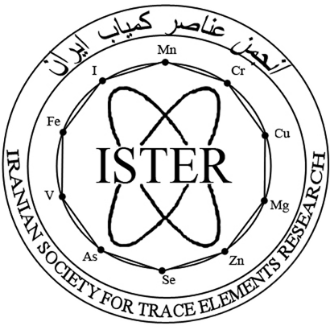 انجمن عناصر کمیاب ایران
Mn
Cr
Cu
Mg
Zn
Se
As
V
Fe
I
ISTER
IRANIAN SOCIETY FOR TRACE ELEMENTS RESEARCH